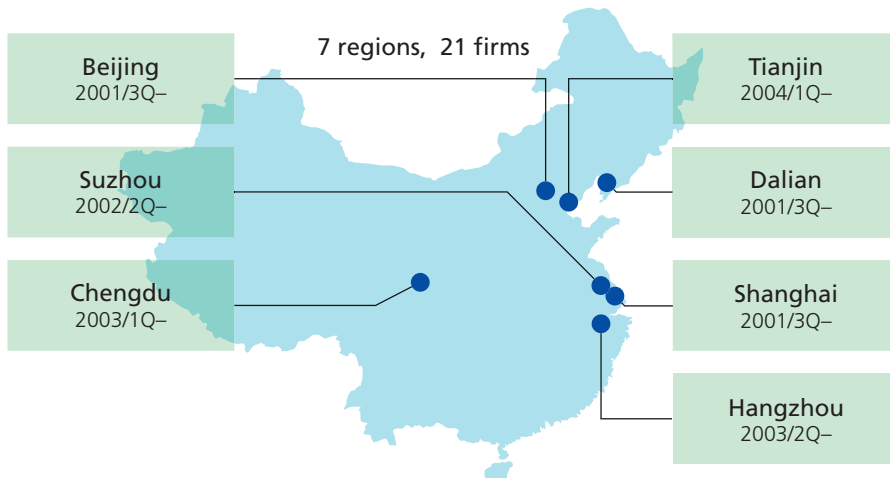 7 regions, 21 firms
Beijing
2001/3Q–
Suzhou
2002/2Q–
Chengdu
2003/1Q–
Tianjin
2004/1Q–
Dalian
2001/3Q–
Shanghai
2001/3Q–
Hangzhou
2003/2Q–